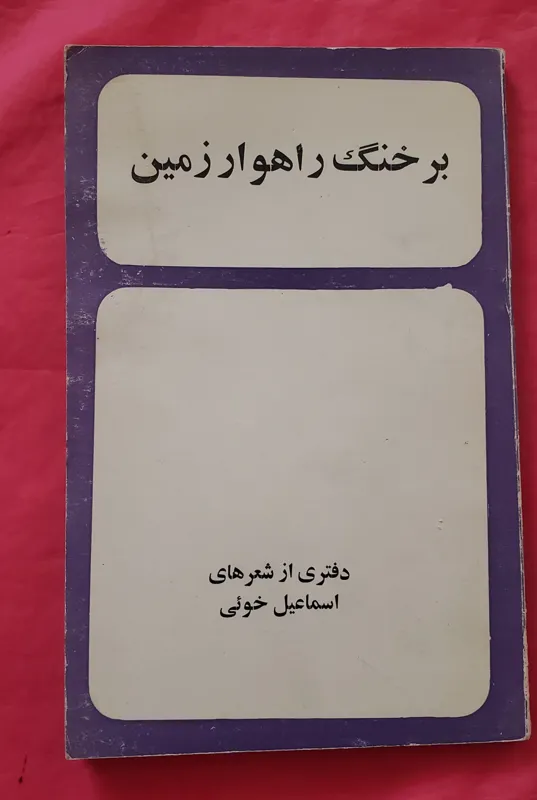 بر خنگ راهوار زمین
دفتری از شعرهای
اسماعیل خوئی